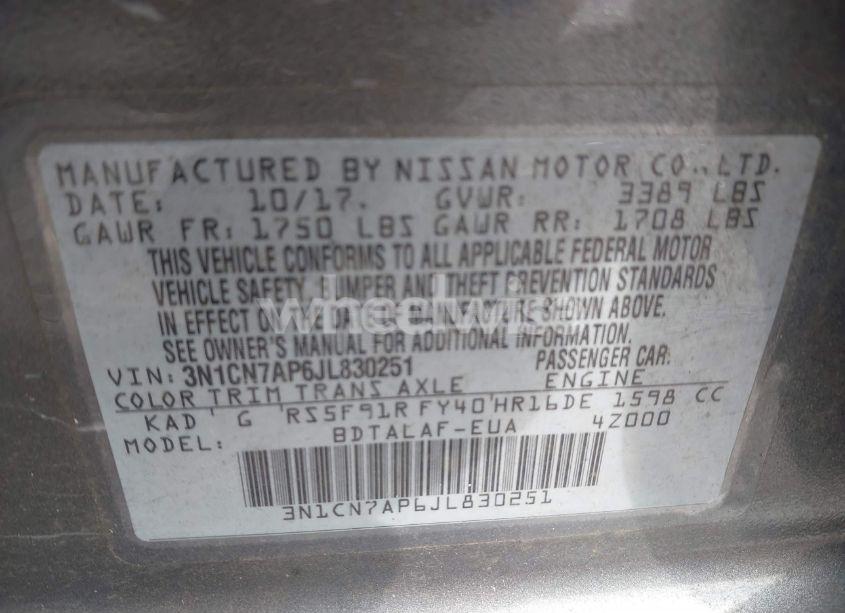 MANUFACTURED BY NISSAN MOTOR CO., LTD.
DATE: 10/17. GVWR: 3389 LBS
GAWR FR: 1750 LBS GAWR RR: 1708 LBS
THIS VEHICLE CONFORMS TO ALL APPLICABLE FEDERAL MOTOR
VEHICLE SAFETY, BUMPER AND THEFT PREVENTION STANDARDS
IN EFFECT ON THE DATE OF MANUFACTURE SHOWN ABOVE.
wheelwi
SEE OWNER'S MANUAL FOR ADDITIONAL INFORMATION.
PASSENGER CAR.
VIN: 3N1CN7AP6JL830251
COLOR TRIM TRANS AXLE ENGINE
KAD G RS5F91R FY40 HR16DE 1598 CC
MODEL: BDTALAF-EUA 4Z000
3N1CN7AP6JL830251